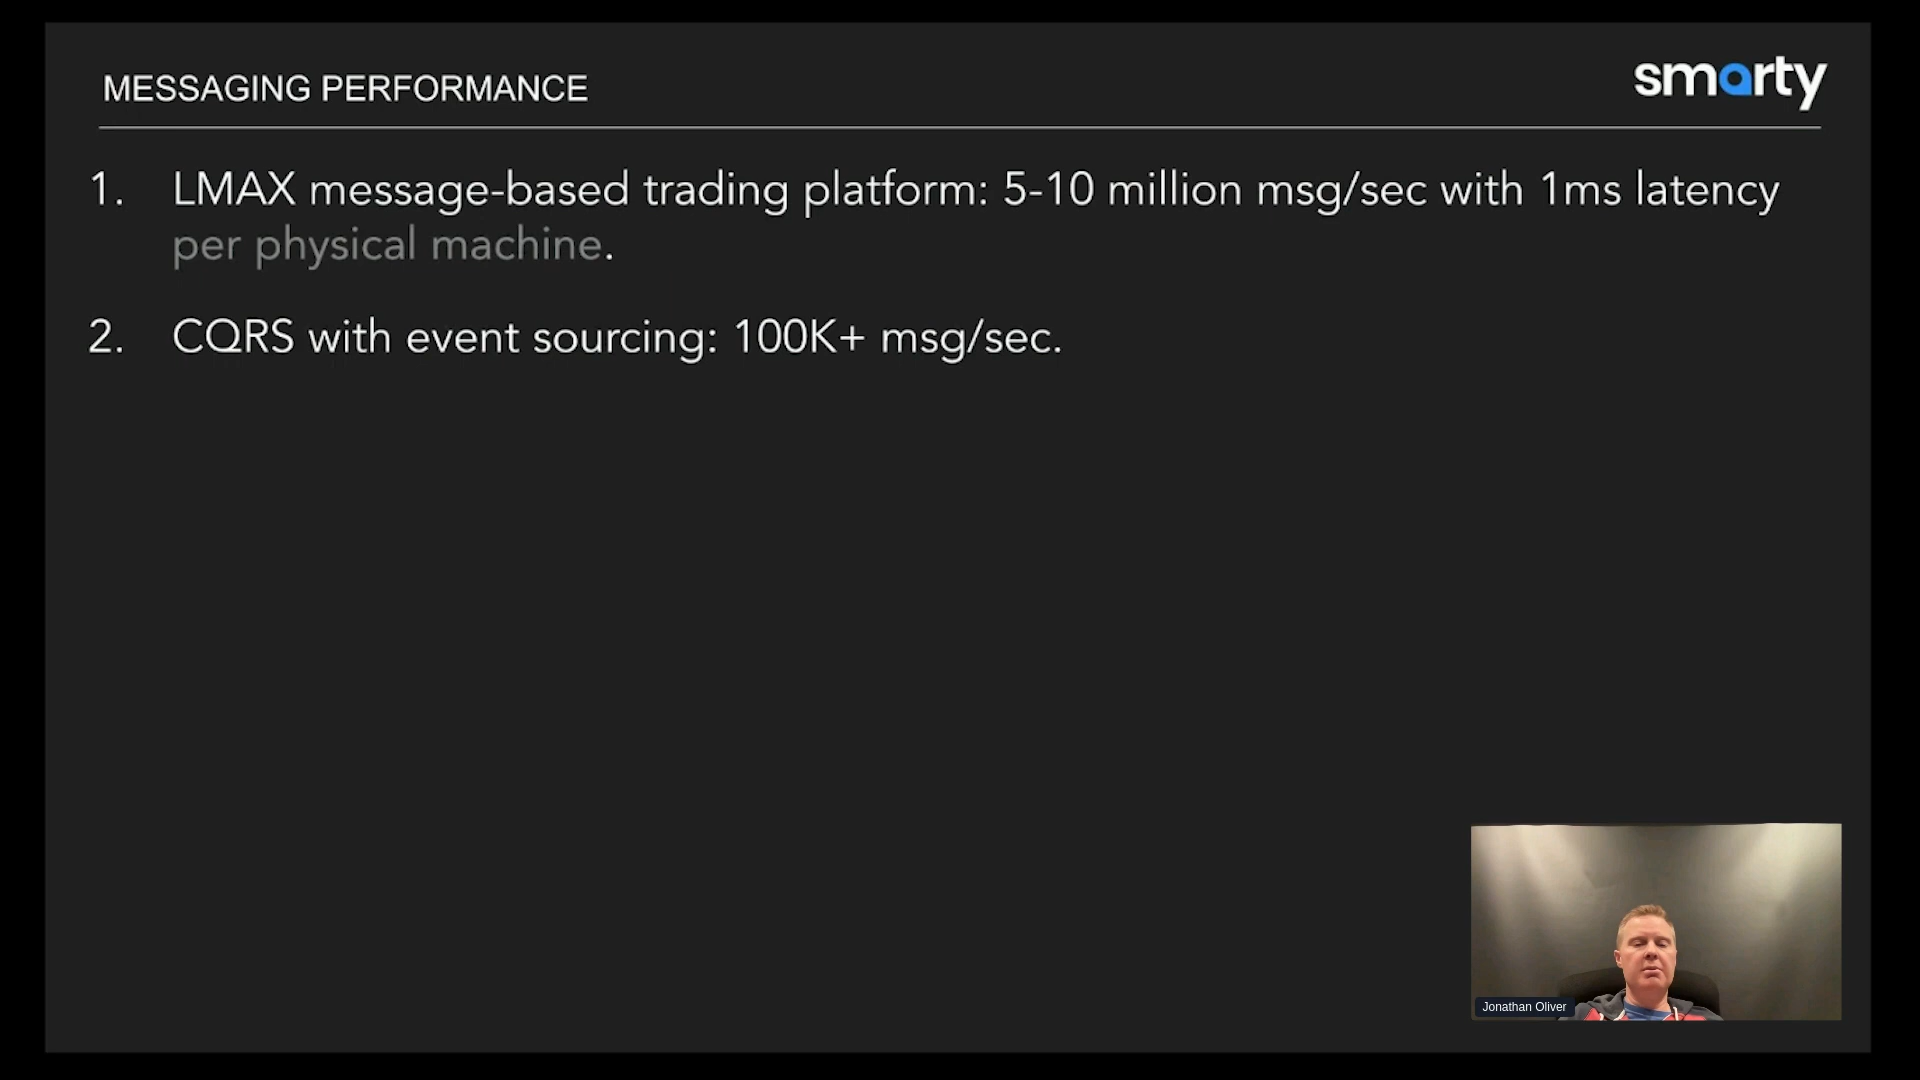 MESSAGING PERFORMANCE
smarty
1. LMAX message-based trading platform: 5-10 million msg/sec with 1ms latency
per physical machine.
2. CQRS with event sourcing: 100K+ msg/sec.
Jonathan Oliver